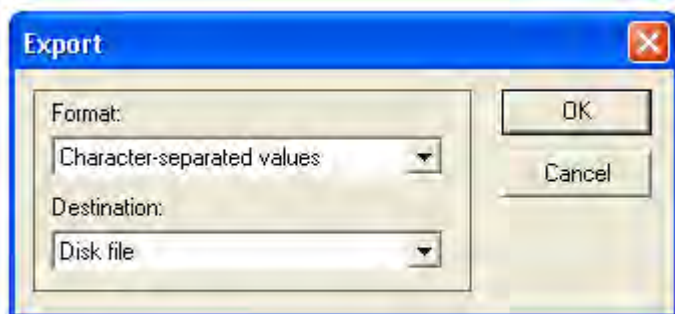 Export
Format:
Character-separated values
Destination:
Disk file
OK
Cancel